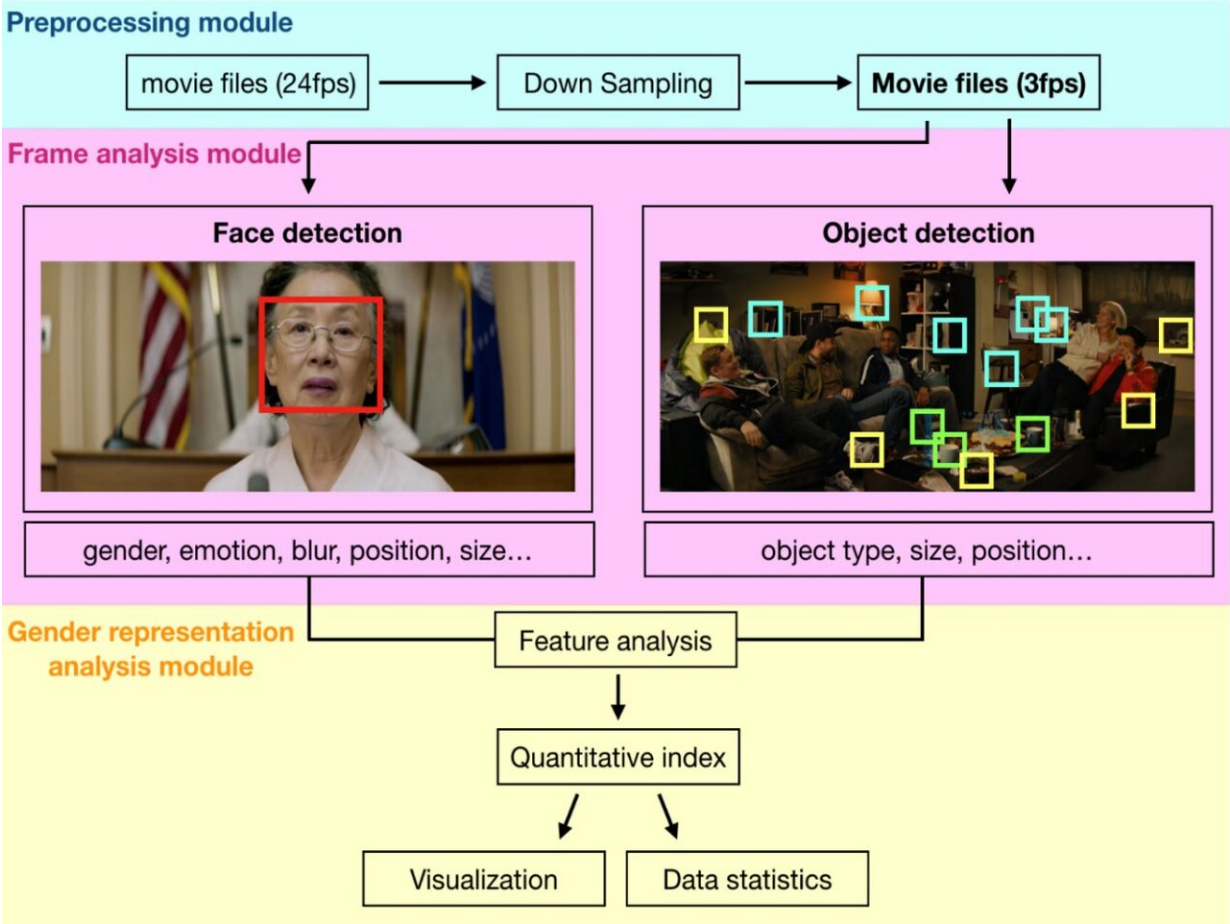 Preprocessing module
movie files (24fps)
Down Sampling
Movie files (3fps)
Frame analysis module
Face detection
Object detection
gender, emotion, blur, position, size…
object type, size, position…
Gender representation
analysis module
Feature analysis
Quantitative index
Visualization
Data statistics